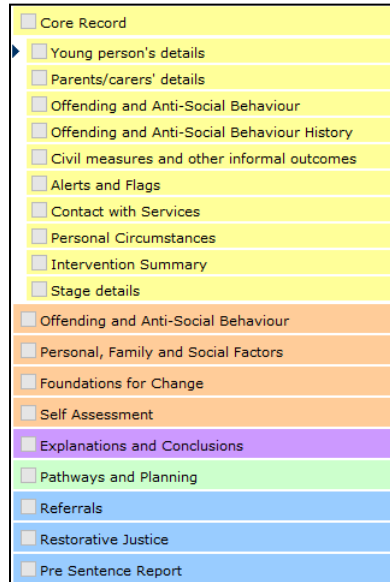 Core Record
Young person's details
Parents/carers' details
Offending and Anti-Social Behaviour
Offending and Anti-Social Behaviour History
Civil measures and other informal outcomes
Alerts and Flags
Contact with Services
Personal Circumstances
Intervention Summary
Stage details
Offending and Anti-Social Behaviour
Personal, Family and Social Factors
Foundations for Change
Self Assessment
Explanations and Conclusions
Pathways and Planning
Referrals
Restorative Justice
Pre Sentence Report